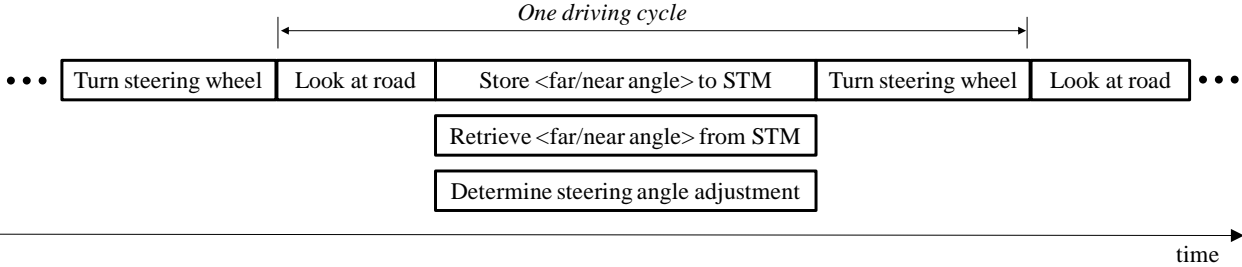 One driving cycle
Turn steering wheel Look at road Store <far/near angle> to STM Turn steering wheel Look at road
Retrieve <far/near angle> from STM
Determine steering angle adjustment
time